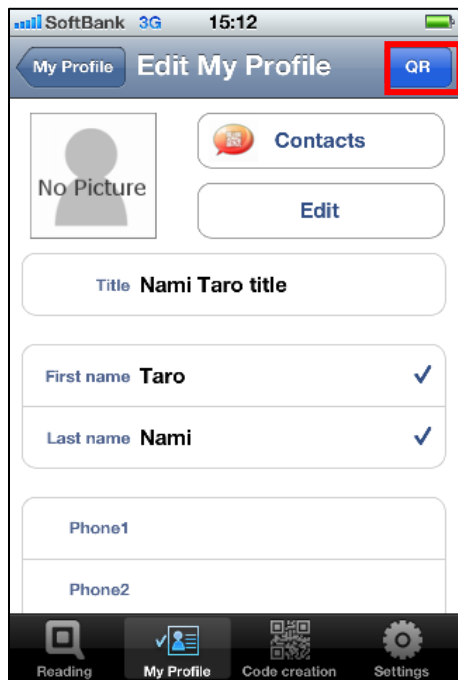 SoftBank 3G 15:12
My Profile Edit My Profile QR
No Picture
Contacts
Edit
Title Nami Taro title
First name Taro
Last name Nami
Phone1
Phone2
Reading My Profile Code creation Settings